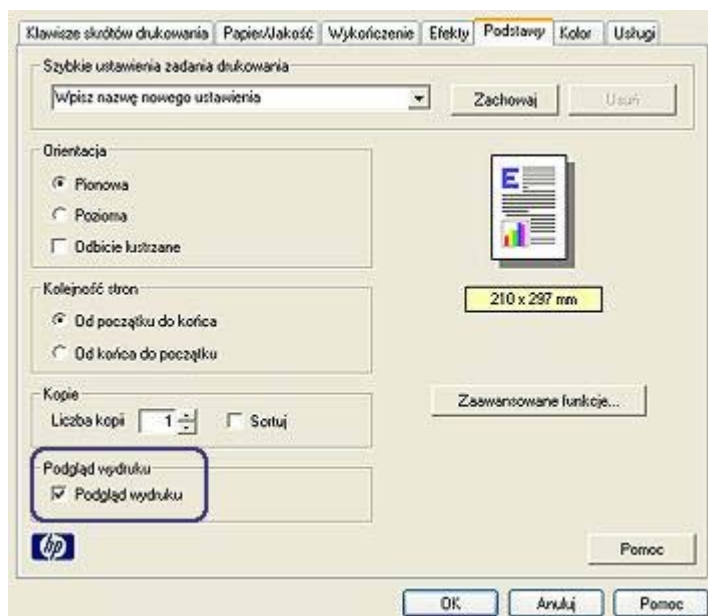 Klawisze skrótów drukowania Papier/Jakość Wykończenie Efekty Podstawy Kolor Usługi
Szybkie ustawienia zadania drukowania
Wpisz nazwę nowego ustawienia Zachowaj Usuń
Orientacja
Pionowa
Pozioma
Odbicie lustrzane
E
210 x 297 mm
Kolejność stron
Od początku do końca
Od końca do początku
Kopie
Liczba kopii 1 Sortuj
Zaawansowane funkcje...
Podgląd wydruku
Podgląd wydruku
hp
Pomoc
OK Anuluj Pomoc